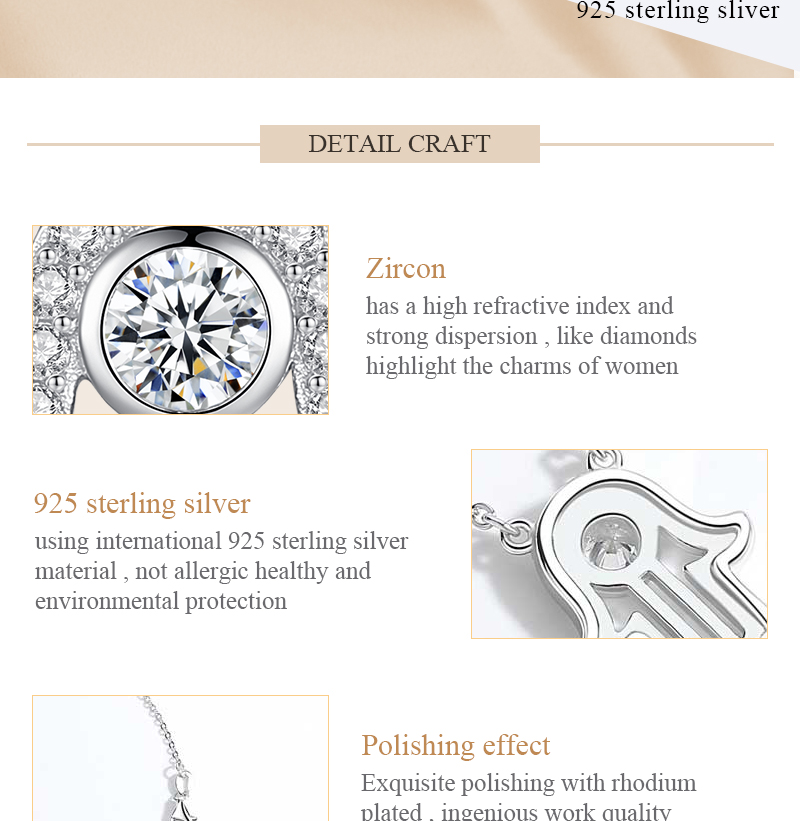 925 sterling sliver
DETAIL CRAFT
Zircon
has a high refractive index and
strong dispersion , like diamonds
highlight the charms of women
925 sterling silver
using international 925 sterling silver
material , not allergic healthy and
environmental protection
Polishing effect
Exquisite polishing with rhodium
plated , ingenious work quality